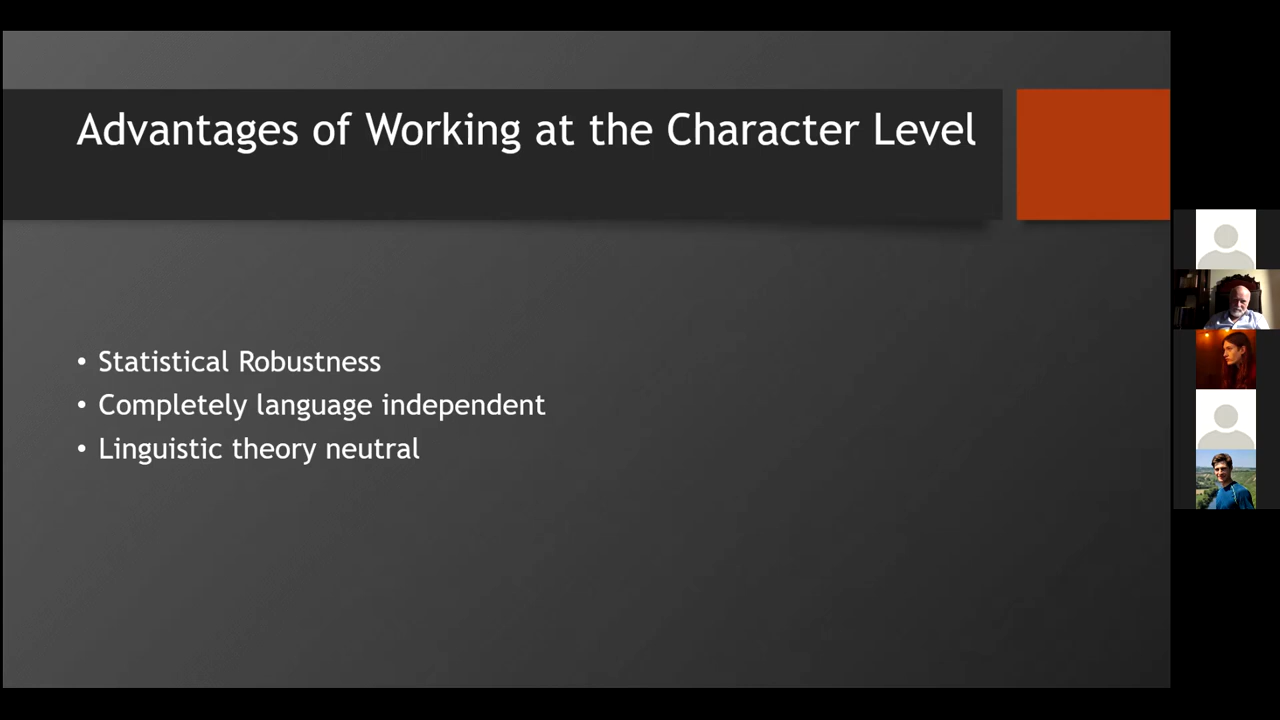 Advantages of Working at the Character Level
• Statistical Robustness
• Completely language independent
• Linguistic theory neutral